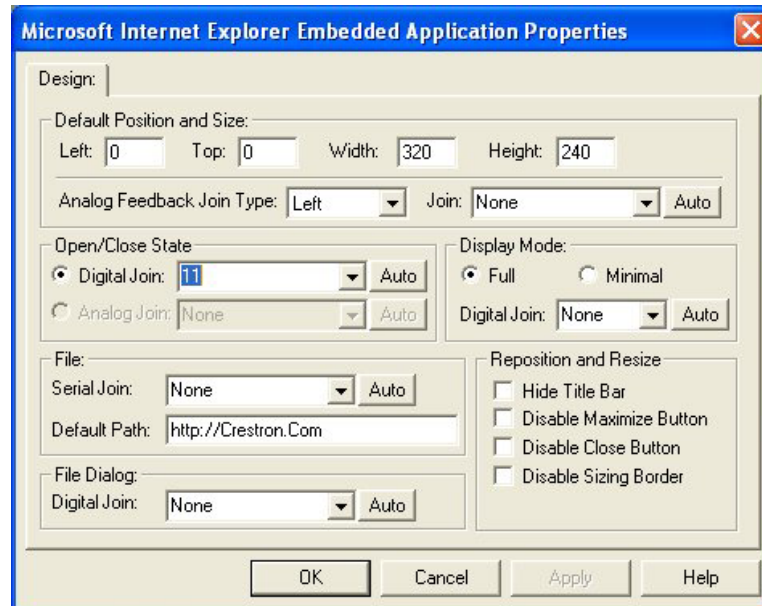 Microsoft Internet Explorer Embedded Application Properties
Design:
Default Position and Size:
Left: 0 Top: 0 Width: 320 Height: 240
Analog Feedback Join Type: Left Join: None Auto
Open/Close State
Digital Join: 11 Auto
Analog Join: None Auto
Display Mode:
Full Minimal
Digital Join: None Auto
File:
Serial Join: None Auto
Default Path: http://Crestron.Com
File Dialog:
Digital Join: None Auto
Reposition and Resize
Hide Title Bar
Disable Maximize Button
Disable Close Button
Disable Sizing Border
OK Cancel Apply Help